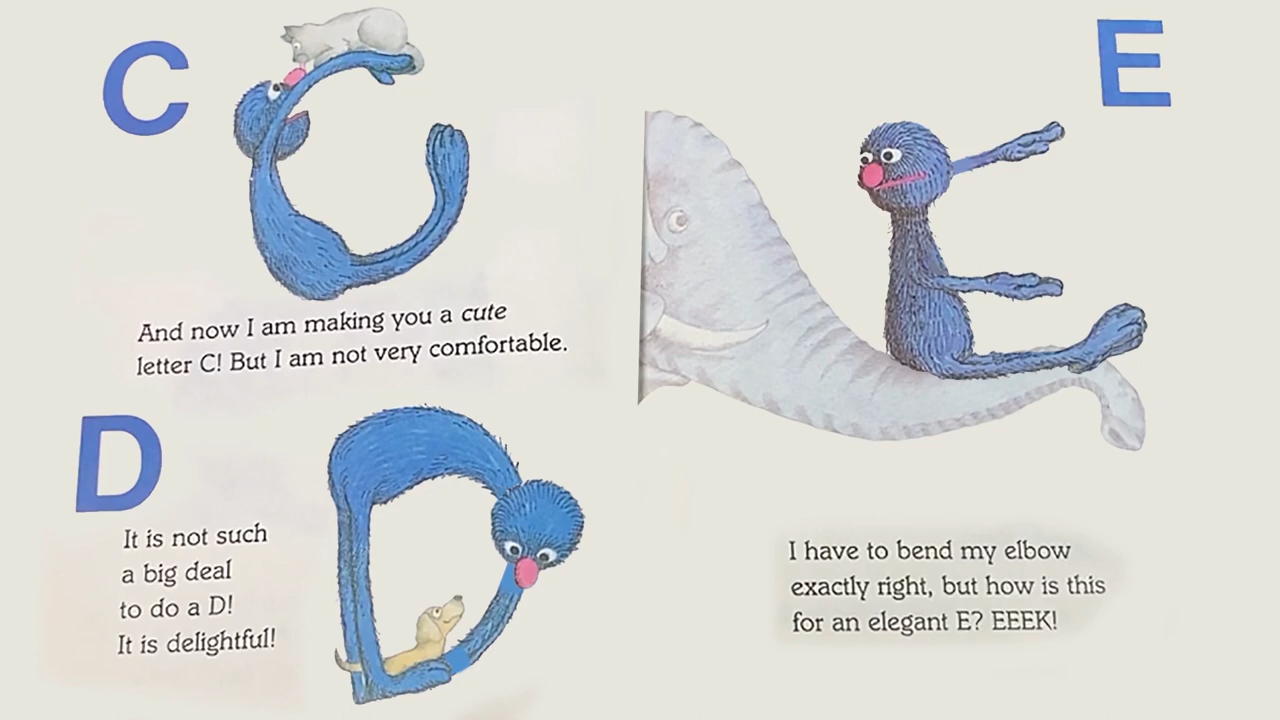 C
And now I am making you a cute
letter C! But I am not very comfortable.
D
It is not such
a big deal
to do a D!
It is delightful!
E
I have to bend my elbow
exactly right, but how is this
for an elegant E? EEEK!